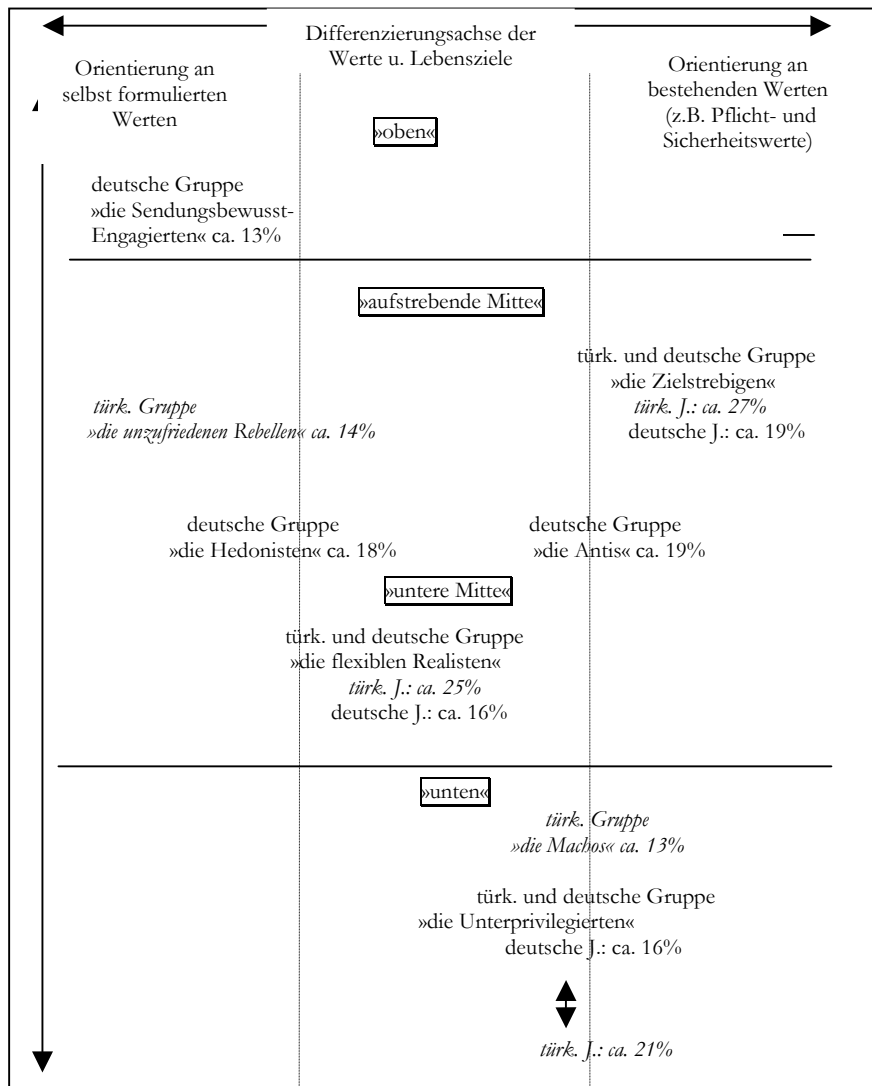 Differenzierungsachse der
Werte u. Lebensziele
Orientierung an
selbst formulierten
Werten
Orientierung an
bestehenden Werten
(z.B. Pflicht- und
Sicherheitswerte)
»oben«
deutsche Gruppe
»die Sendungsbewusst-
Engagierten« ca. 13%
»aufstrebende Mitte«
türk. und deutsche Gruppe
»die Zielstrebigen«
türk. J.: ca. 27%
deutsche J.: ca. 19%
türk. Gruppe
»die unzufriedenen Rebellen« ca. 14%
deutsche Gruppe
»die Hedonisten« ca. 18%
deutsche Gruppe
»die Antis« ca. 19%
»untere Mitte«
türk. und deutsche Gruppe
»die flexiblen Realisten«
türk. J.: ca. 25%
deutsche J.: ca. 16%
»unten«
türk. Gruppe
»die Machos« ca. 13%
türk. und deutsche Gruppe
»die Unterprivilegierten«
deutsche J.: ca. 16%
türk. J.: ca. 21%